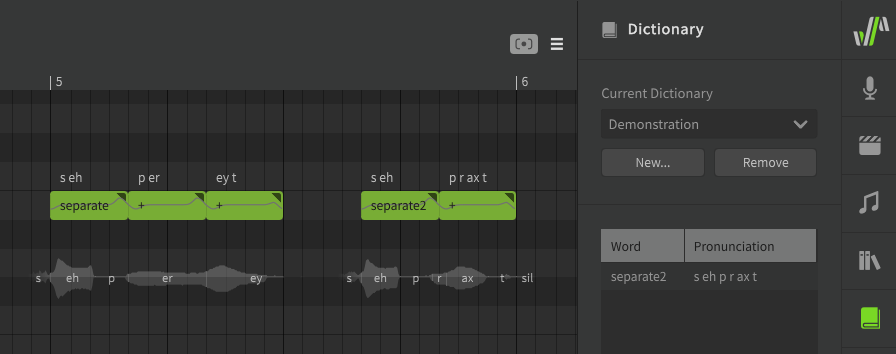 Dictionary
5 6
Current Dictionary
Demonstration
New... Remove
s eh p er ey t s eh p r ax t
separate + + separate2 +
Word Pronunciation
separate2 s eh p r ax t
s eh p er ey s eh p r ax t sil